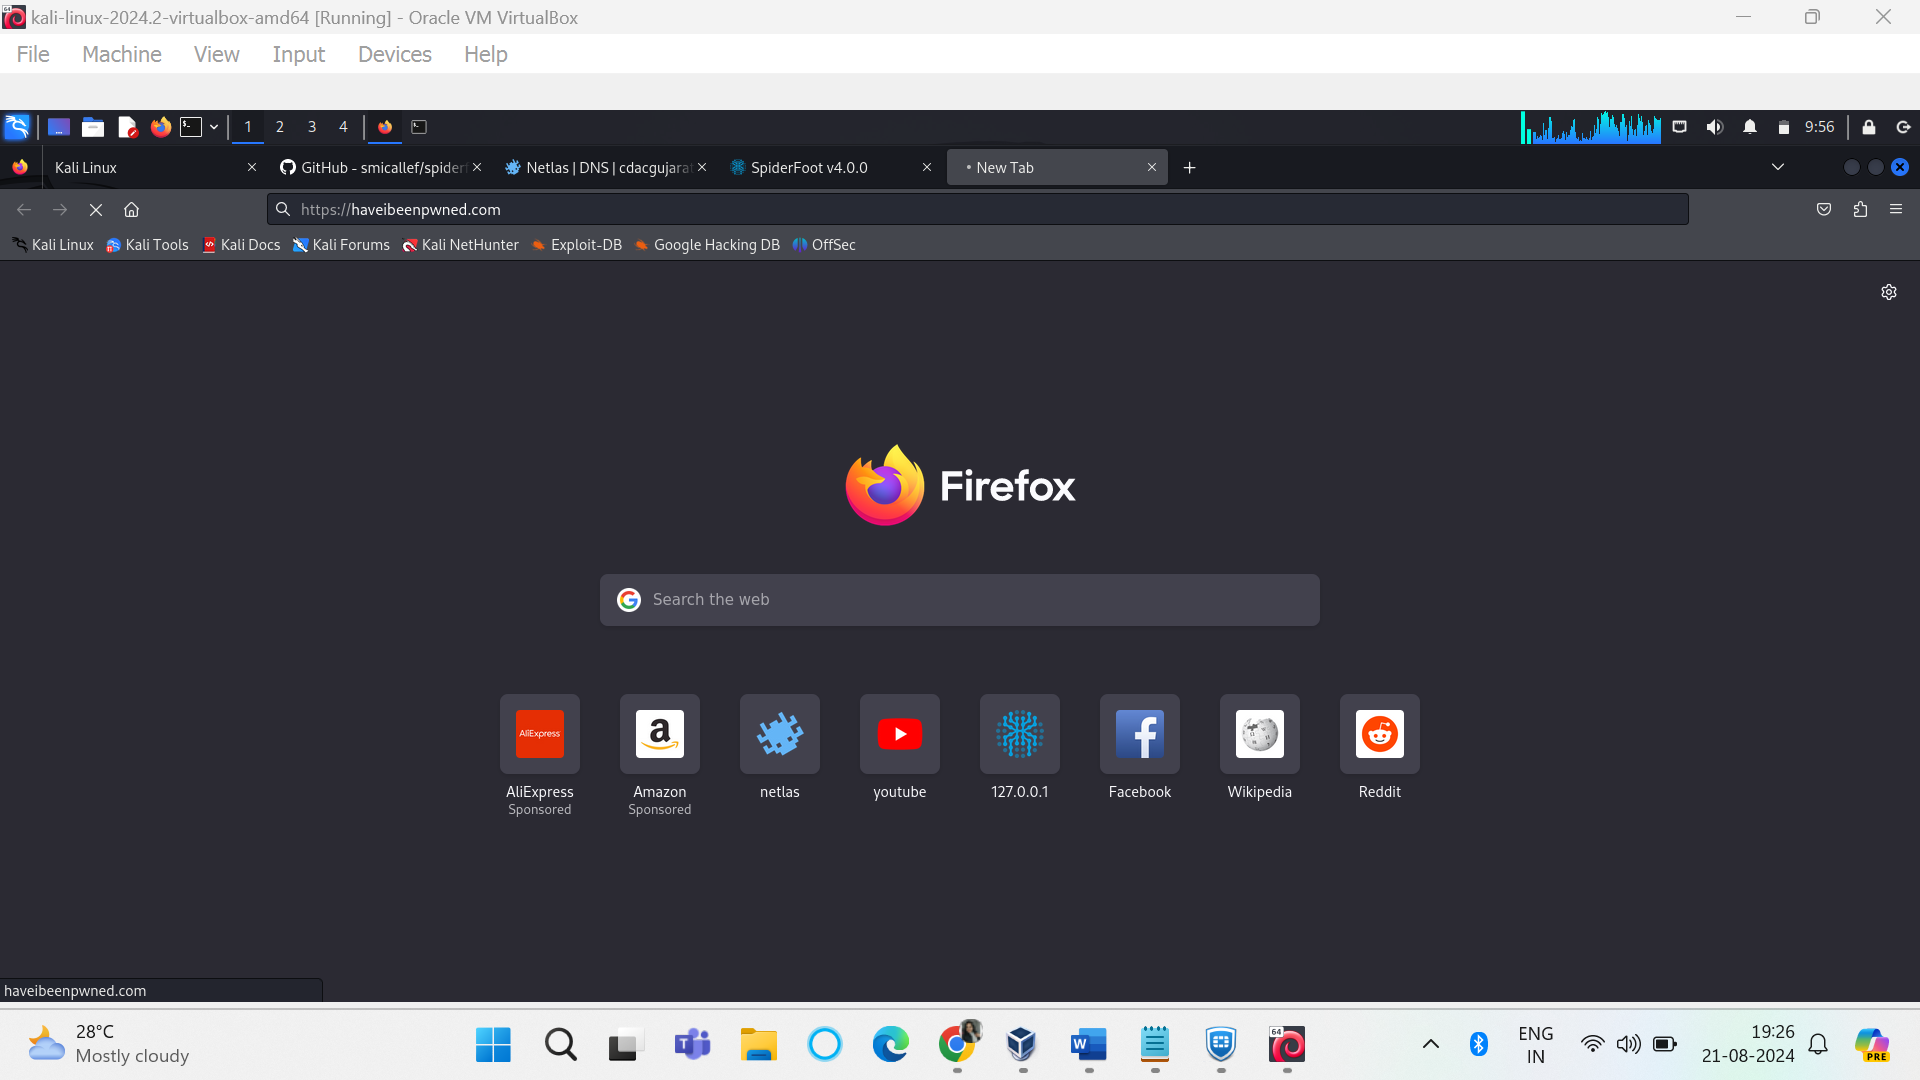 kali-linux-2024.2-virtualbox-amd64 [Running] - Oracle VM VirtualBox
File Machine View Input Devices Help
1 2 3 4 9:56
Kali Linux GitHub - smicallef/spiderf Netlas | DNS | cdacgujarat SpiderFoot v4.0.0 New Tab
https://haveibeenpwned.com
Kali Linux Kali Tools Kali Docs Kali Forums Kali NetHunter Exploit-DB Google Hacking DB OffSec
Firefox
Search the web
AliExpress
AliExpress Amazon netlas youtube 127.0.0.1 Facebook Wikipedia Reddit
Sponsored Sponsored
haveibeenpwned.com
28°C
Mostly cloudy
64
ENG
IN
19:26
21-08-2024
PRE